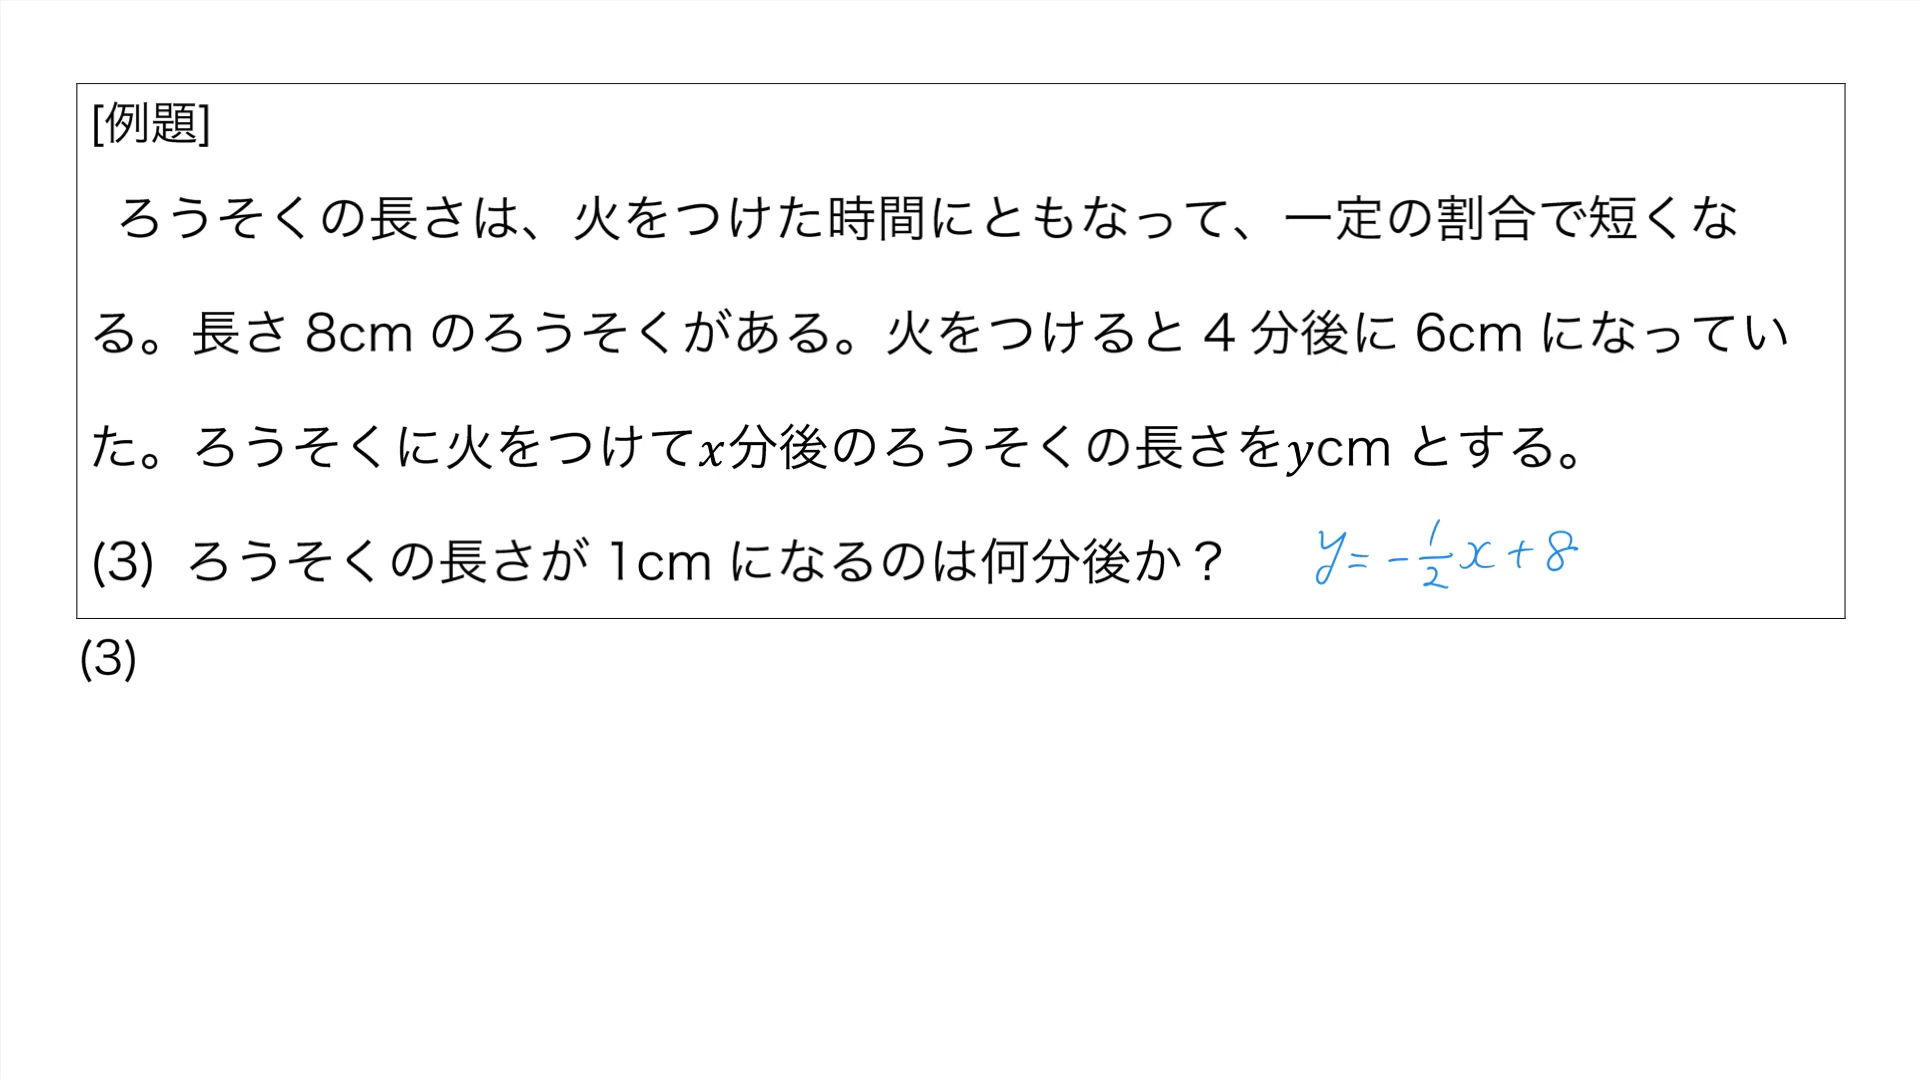 [例題]
ろうそくの長さは、火をつけた時間にともなって、一定の割合で短くな
る。長さ 8cm のろうそくがある。火をつけると 4 分後に 6cm になってい
た。ろうそくに火をつけてx分後のろうそくの長さをycm とする。
(3) ろうそくの長さが 1cm になるのは何分後か？ y=-1/2x+8
(3)